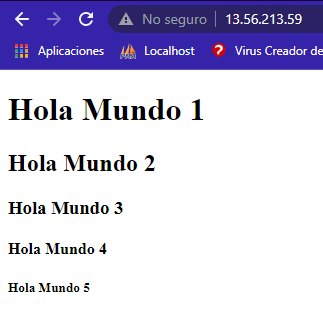 No seguro 13.56.213.59
Aplicaciones Localhost Virus Creador de
Hola Mundo 1
Hola Mundo 2
Hola Mundo 3
Hola Mundo 4
Hola Mundo 5